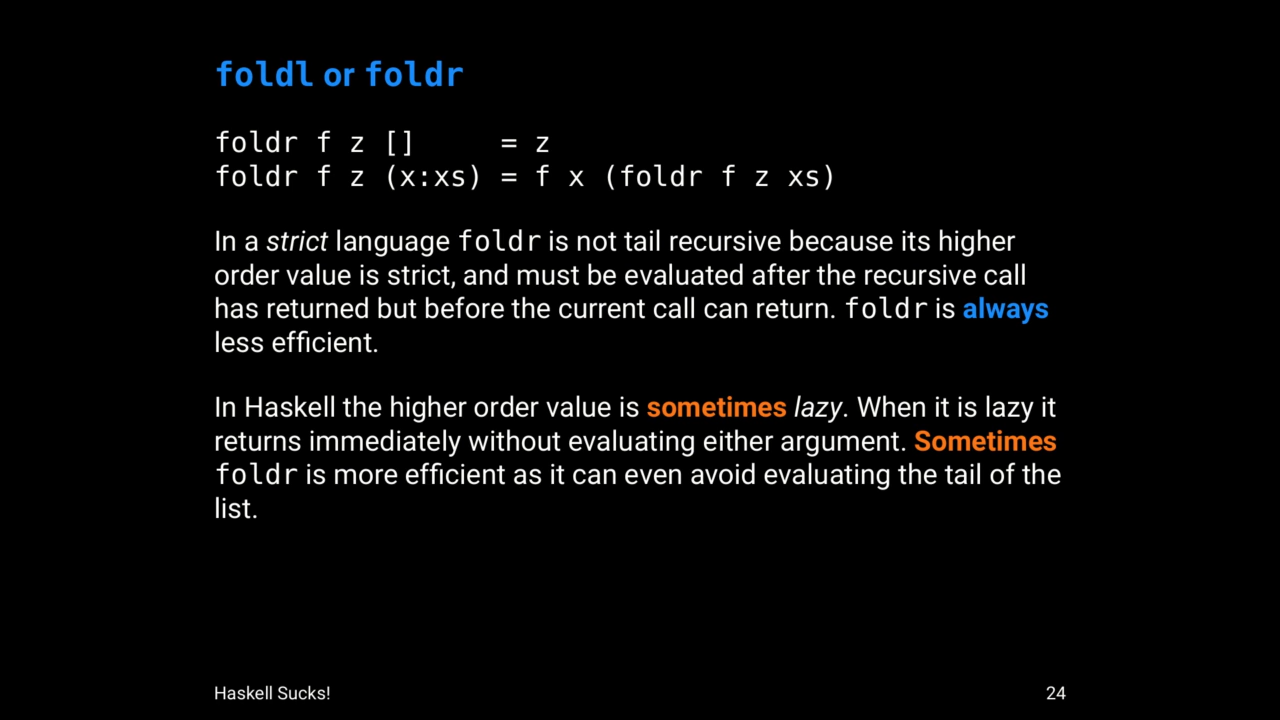 foldl or foldr
foldr f z []     = z
foldr f z (x:xs) = f x (foldr f z xs)
In a strict language foldr is not tail recursive because its higher
order value is strict, and must be evaluated after the recursive call
has returned but before the current call can return. foldr is always
less efficient.
In Haskell the higher order value is sometimes lazy. When it is lazy it
returns immediately without evaluating either argument. Sometimes
foldr is more efficient as it can even avoid evaluating the tail of the
list.
Haskell Sucks!
24